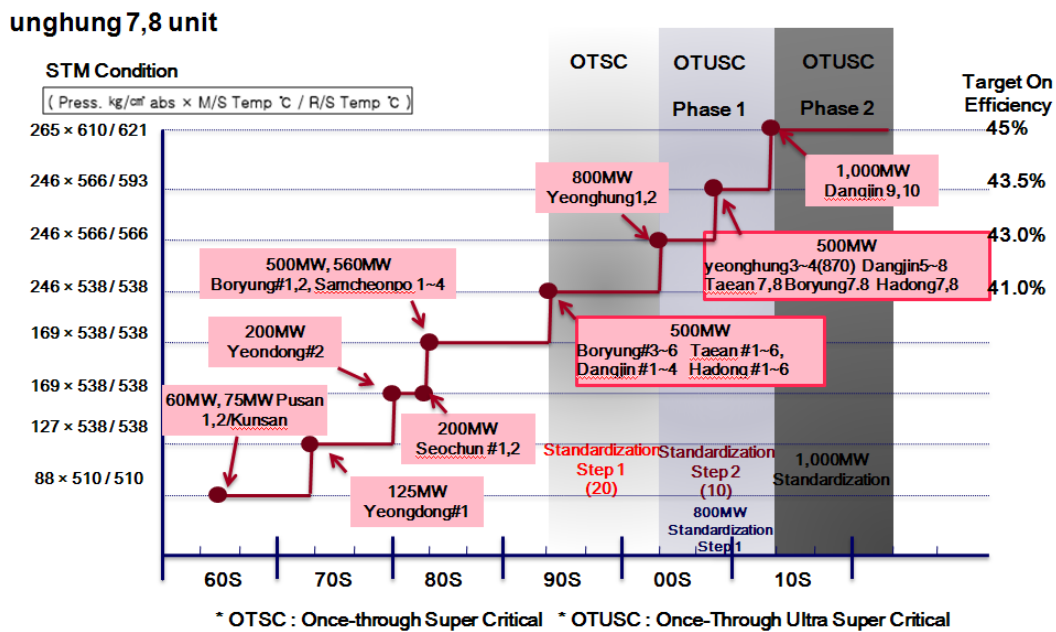 unghung 7,8 unit
STM Condition
( Press. kg/㎠ abs × M/S Temp ℃ / R/S Temp ℃ )
OTSC
OTUSC
Phase 1
OTUSC
Phase 2
Target On
Efficiency
265 × 610 / 621
246 × 566 / 593
246 × 566 / 566
246 × 538 / 538
169 × 538 / 538
169 × 538 / 538
127 × 538 / 538
88 × 510 / 510
45%
43.5%
43.0%
41.0%
1,000MW
Dangjin 9, 10
800MW
Yeonghung1,2
500MW
yeonghung3~4(870) Dangjin5~8
Taean 7,8 Boryung7.8 Hadong7,8
500MW, 560MW
Boryung#1,2, Samcheonpo 1~4
500MW
Boryung#3~6 Taean #1~6,
Dangjin #1~4 Hadong #1~6
200MW
Yeondong#2
60MW, 75MW Pusan
1,2/Kunsan
200MW
Seochun #1,2
125MW
Yeongdong#1
Standardization
Step 1
(20)
Standardization
Step 2
(10)
800MW
Standardization
Step 1
1,000MW
Standardization
60S 70S 80S 90S 00S 10S
* OTSC : Once-through Super Critical * OTUSC : Once-Through Ultra Super Critical